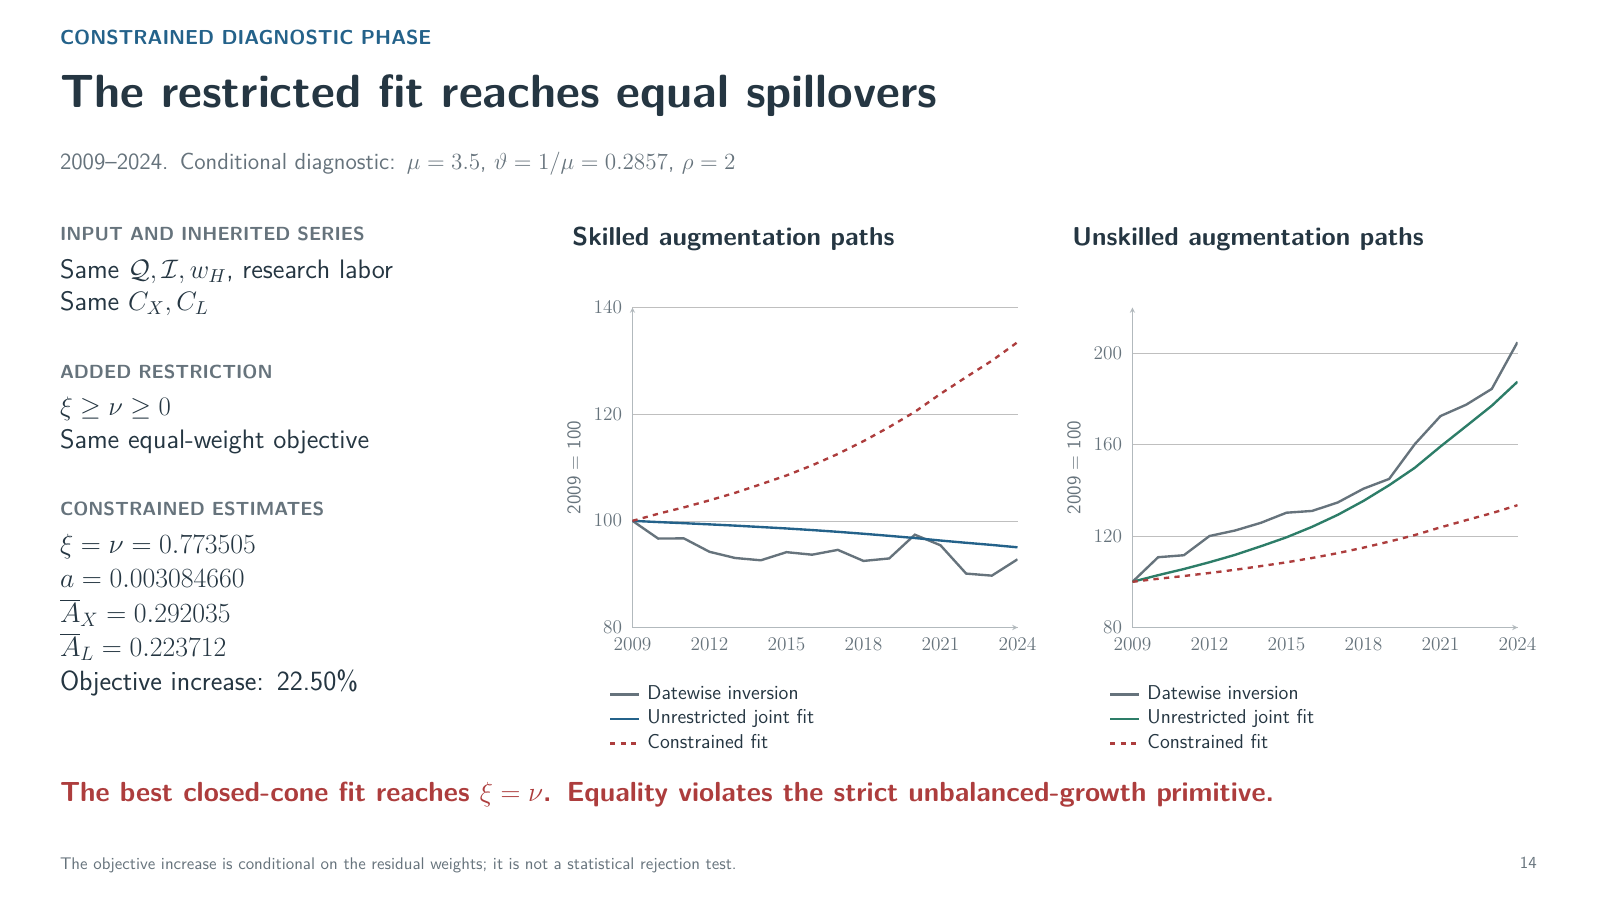 CONSTRAINED DIAGNOSTIC PHASE
The restricted fit reaches equal spillovers
2009–2024. Conditional diagnostic: μ = 3.5, ϑ = 1/μ = 0.2857, ρ = 2
INPUT AND INHERITED SERIES
Same 𝒬, ℐ, w_H, research labor
Same C_X, C_L
ADDED RESTRICTION
ξ ≥ ν ≥ 0
Same equal-weight objective
CONSTRAINED ESTIMATES
ξ = ν = 0.773505
a = 0.003084660
A̅_X = 0.292035
A̅_L = 0.223712
Objective increase: 22.50%
Skilled augmentation paths
2009 = 100
140
120
100
80
2009 2012 2015 2018 2021 2024
Datewise inversion
Unrestricted joint fit
Constrained fit
Unskilled augmentation paths
2009 = 100
200
160
120
80
2009 2012 2015 2018 2021 2024
Datewise inversion
Unrestricted joint fit
Constrained fit
The best closed-cone fit reaches ξ = ν. Equality violates the strict unbalanced-growth primitive.
The objective increase is conditional on the residual weights; it is not a statistical rejection test.
14